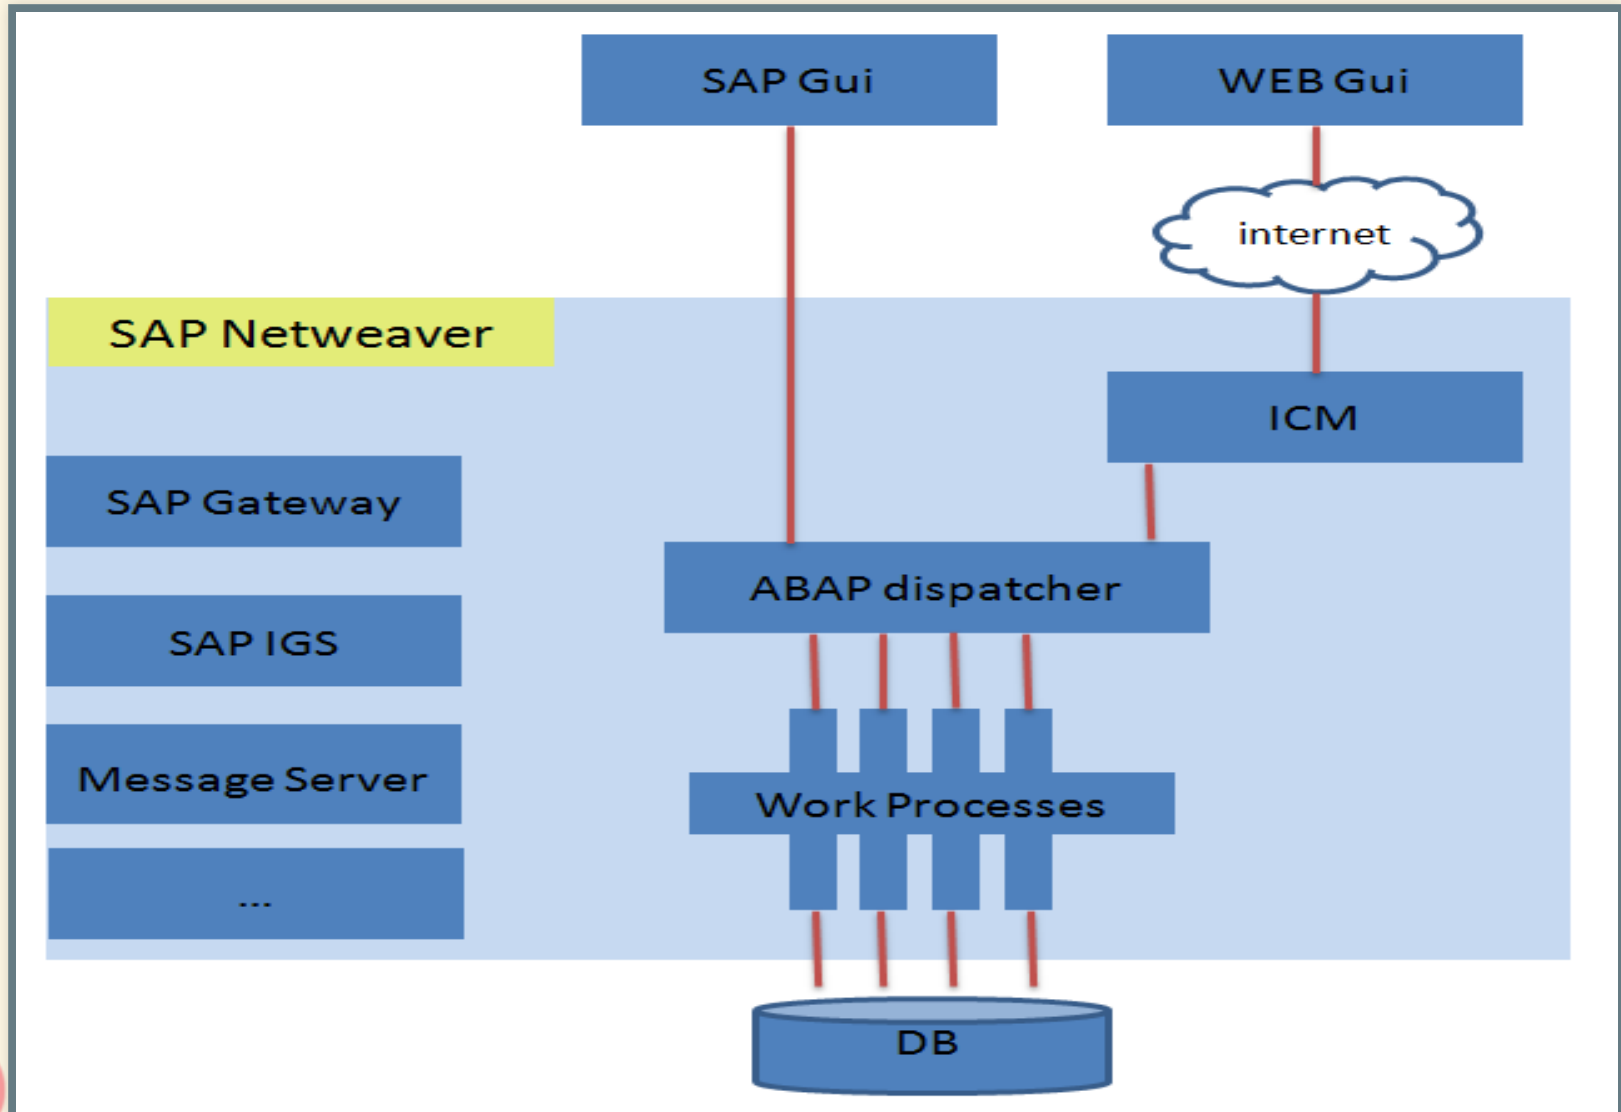 SAP Gui
WEB Gui
internet
SAP Netweaver
ICM
SAP Gateway
ABAP dispatcher
SAP IGS
Message Server
Work Processes
...
DB